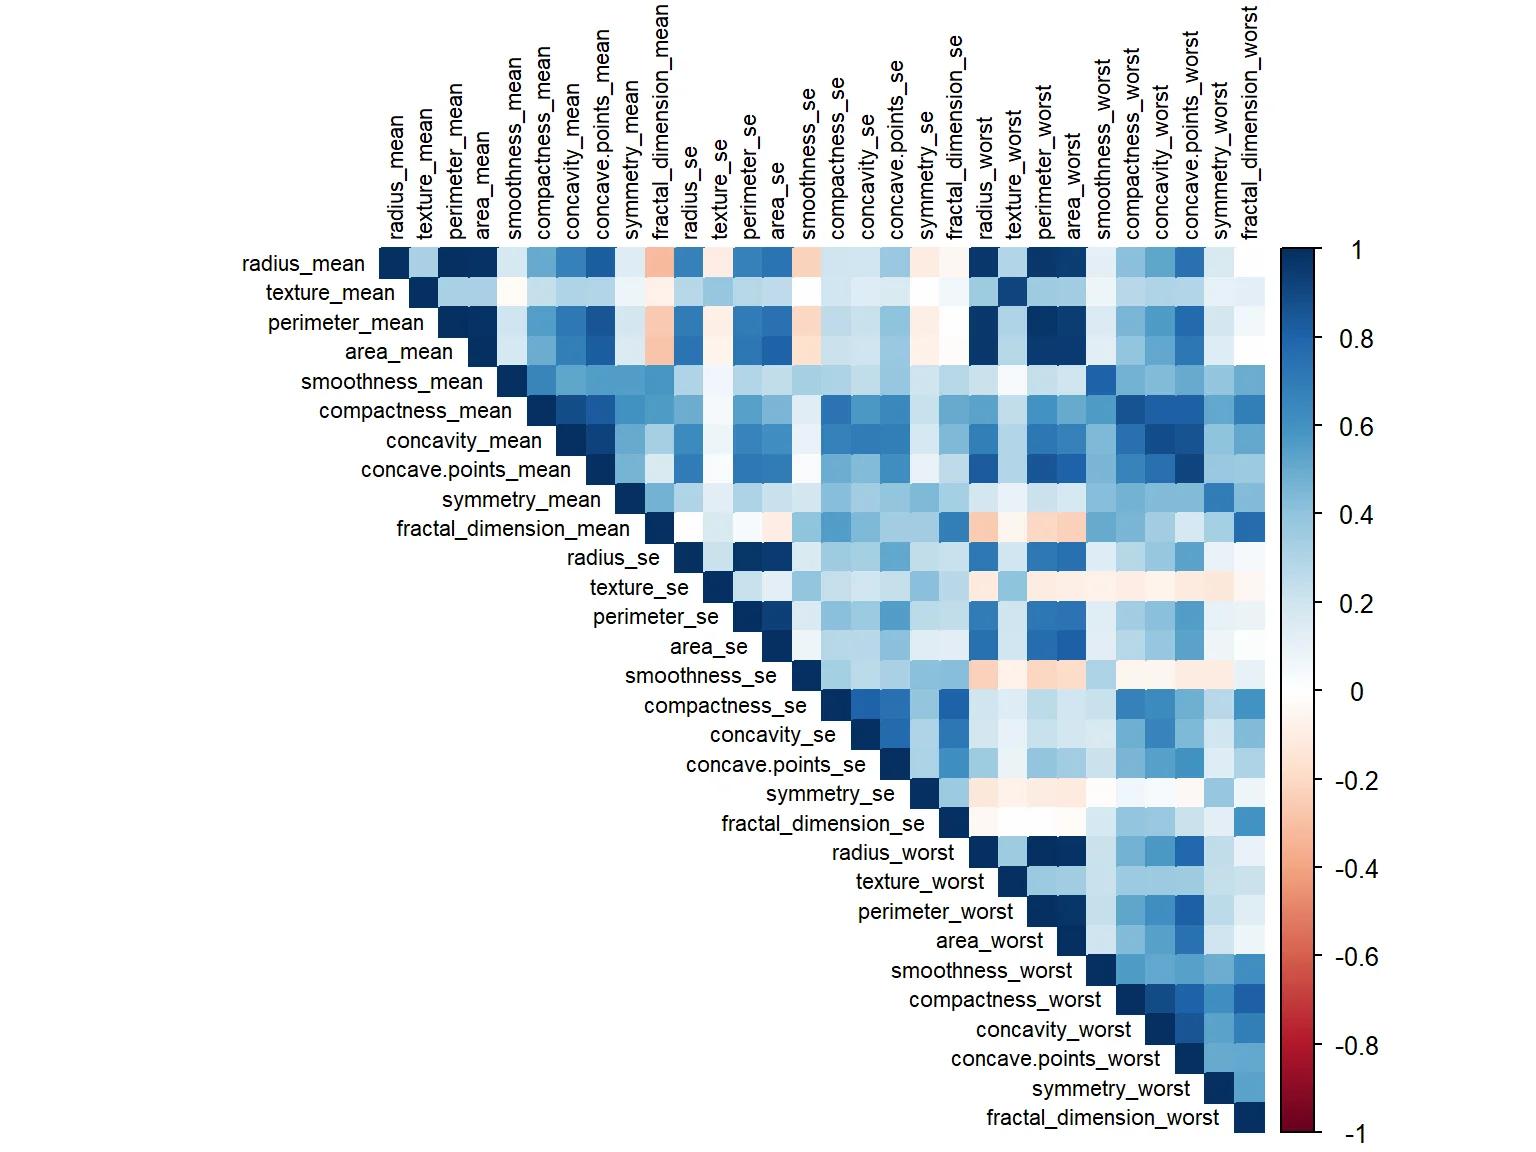 radius_mean
texture_mean
perimeter_mean
area_mean
smoothness_mean
compactness_mean
concavity_mean
concave.points_mean
symmetry_mean
fractal_dimension_mean
radius_se
texture_se
perimeter_se
area_se
smoothness_se
compactness_se
concavity_se
concave.points_se
symmetry_se
fractal_dimension_se
radius_worst
texture_worst
perimeter_worst
area_worst
smoothness_worst
compactness_worst
concavity_worst
concave.points_worst
symmetry_worst
fractal_dimension_worst
radius_mean
texture_mean
perimeter_mean
area_mean
smoothness_mean
compactness_mean
concavity_mean
concave.points_mean
symmetry_mean
fractal_dimension_mean
radius_se
texture_se
perimeter_se
area_se
smoothness_se
compactness_se
concavity_se
concave.points_se
symmetry_se
fractal_dimension_se
radius_worst
texture_worst
perimeter_worst
area_worst
smoothness_worst
compactness_worst
concavity_worst
concave.points_worst
symmetry_worst
fractal_dimension_worst
1
0.8
0.6
0.4
0.2
0
-0.2
-0.4
-0.6
-0.8
-1